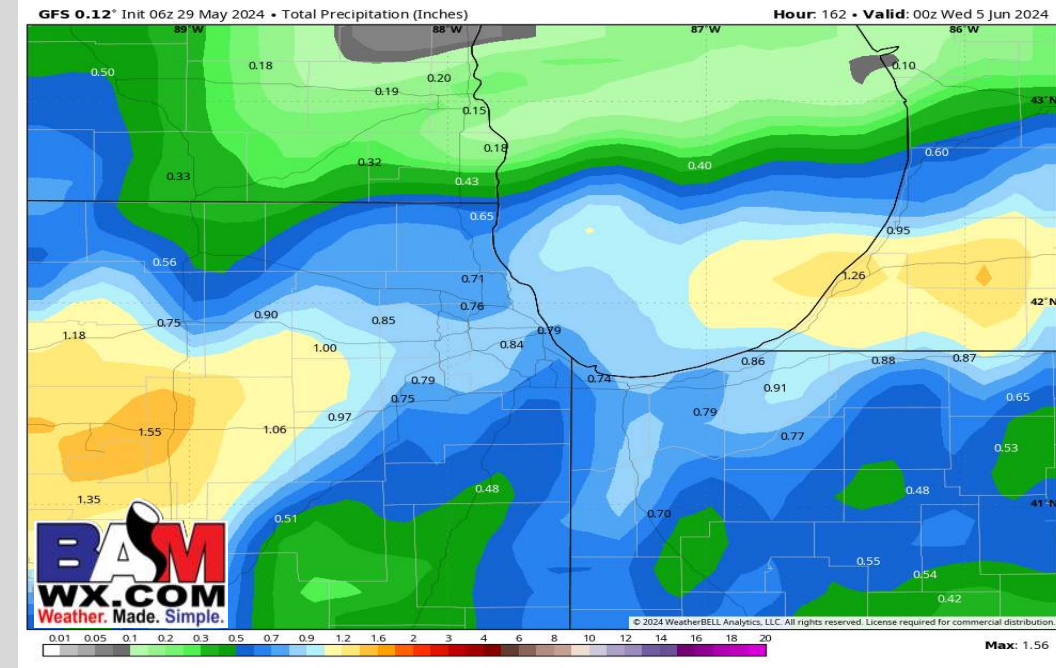 GFS 0.12° Init 06z 29 May 2024 • Total Precipitation (Inches) Hour: 162 • Valid: 00z Wed 5 Jun 2024
89°W 88°W 87°W 86°W
0.50 0.18 0.20 0.10
0.19
0.15 43°N
0.18
0.32 0.40 0.60
0.33 0.43
0.65
0.95
0.56
0.71 1.26
0.76 42°N
0.75 0.90 0.85
1.18 0.79
1.00 0.84
0.86 0.88 0.87
0.79 0.74
0.75 0.91 0.65
0.97 0.79
1.55 1.06 0.77
0.53
1.35 0.48 0.48
41°N
0.51 0.70
BAM
WX.COM
Weather. Made. Simple.
0.55
0.54
0.42
© 2024 WeatherBELL Analytics, LLC. All rights reserved. License required for commercial distribution.
0.01 0.05 0.1 0.2 0.3 0.5 0.7 0.9 1.2 1.6 2 3 4 6 8 10 12 14 16 18 20
Max: 1.56